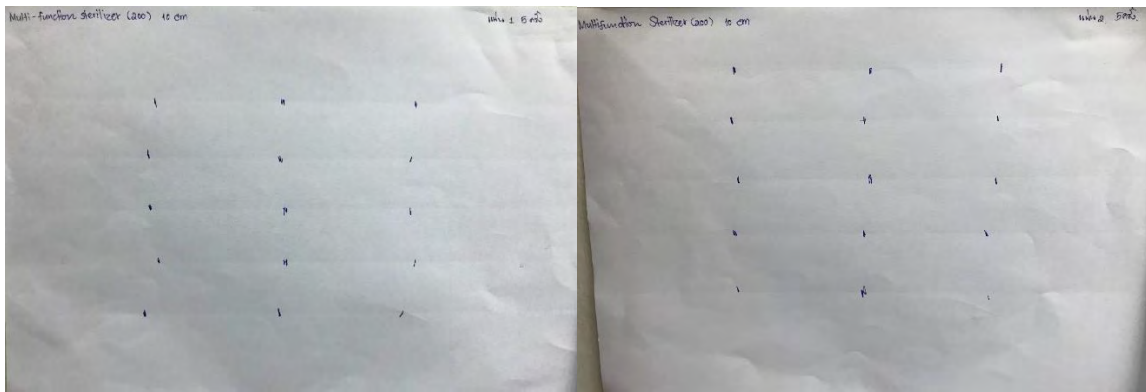 Multi-function sterilizer (200) 10 cm
แผ่น 1 5 ครั้ง
Multifunction Sterilizer (200) 10 cm
แผ่น 2 5 ครั้ง